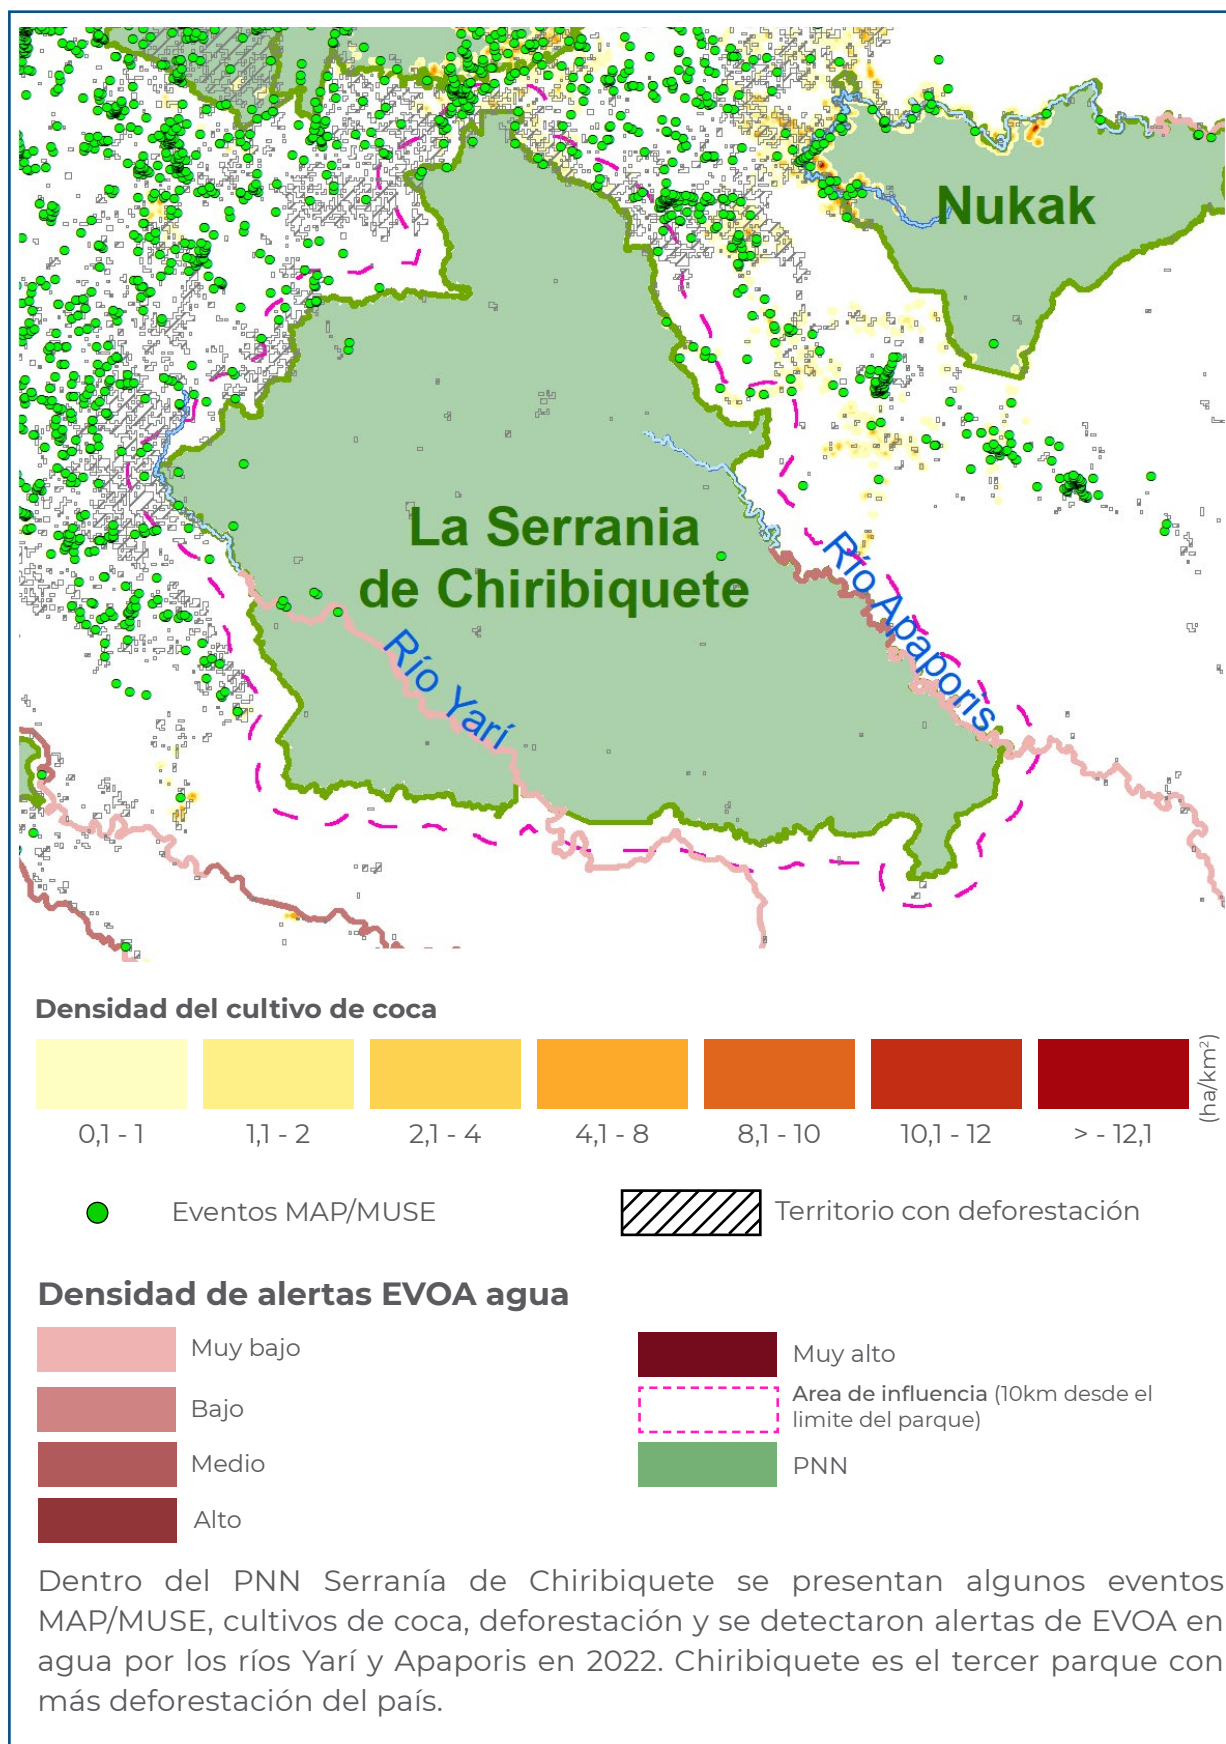 Nukak
La Serrania
de Chiribiquete
Río Apaporis
Río Yarí
Densidad del cultivo de coca
(ha/km²)
0,1 - 1
1,1 - 2
2,1 - 4
4,1 - 8
8,1 - 10
10,1 - 12
> - 12,1
Eventos MAP/MUSE
Territorio con deforestación
Densidad de alertas EVOA agua
Muy bajo
Bajo
Medio
Alto
Muy alto
Area de influencia (10km desde el
limite del parque)
PNN
Dentro del PNN Serranía de Chiribiquete se presentan algunos eventos
MAP/MUSE, cultivos de coca, deforestación y se detectaron alertas de EVOA en
agua por los ríos Yarí y Apaporis en 2022. Chiribiquete es el tercer parque con
más deforestación del país.